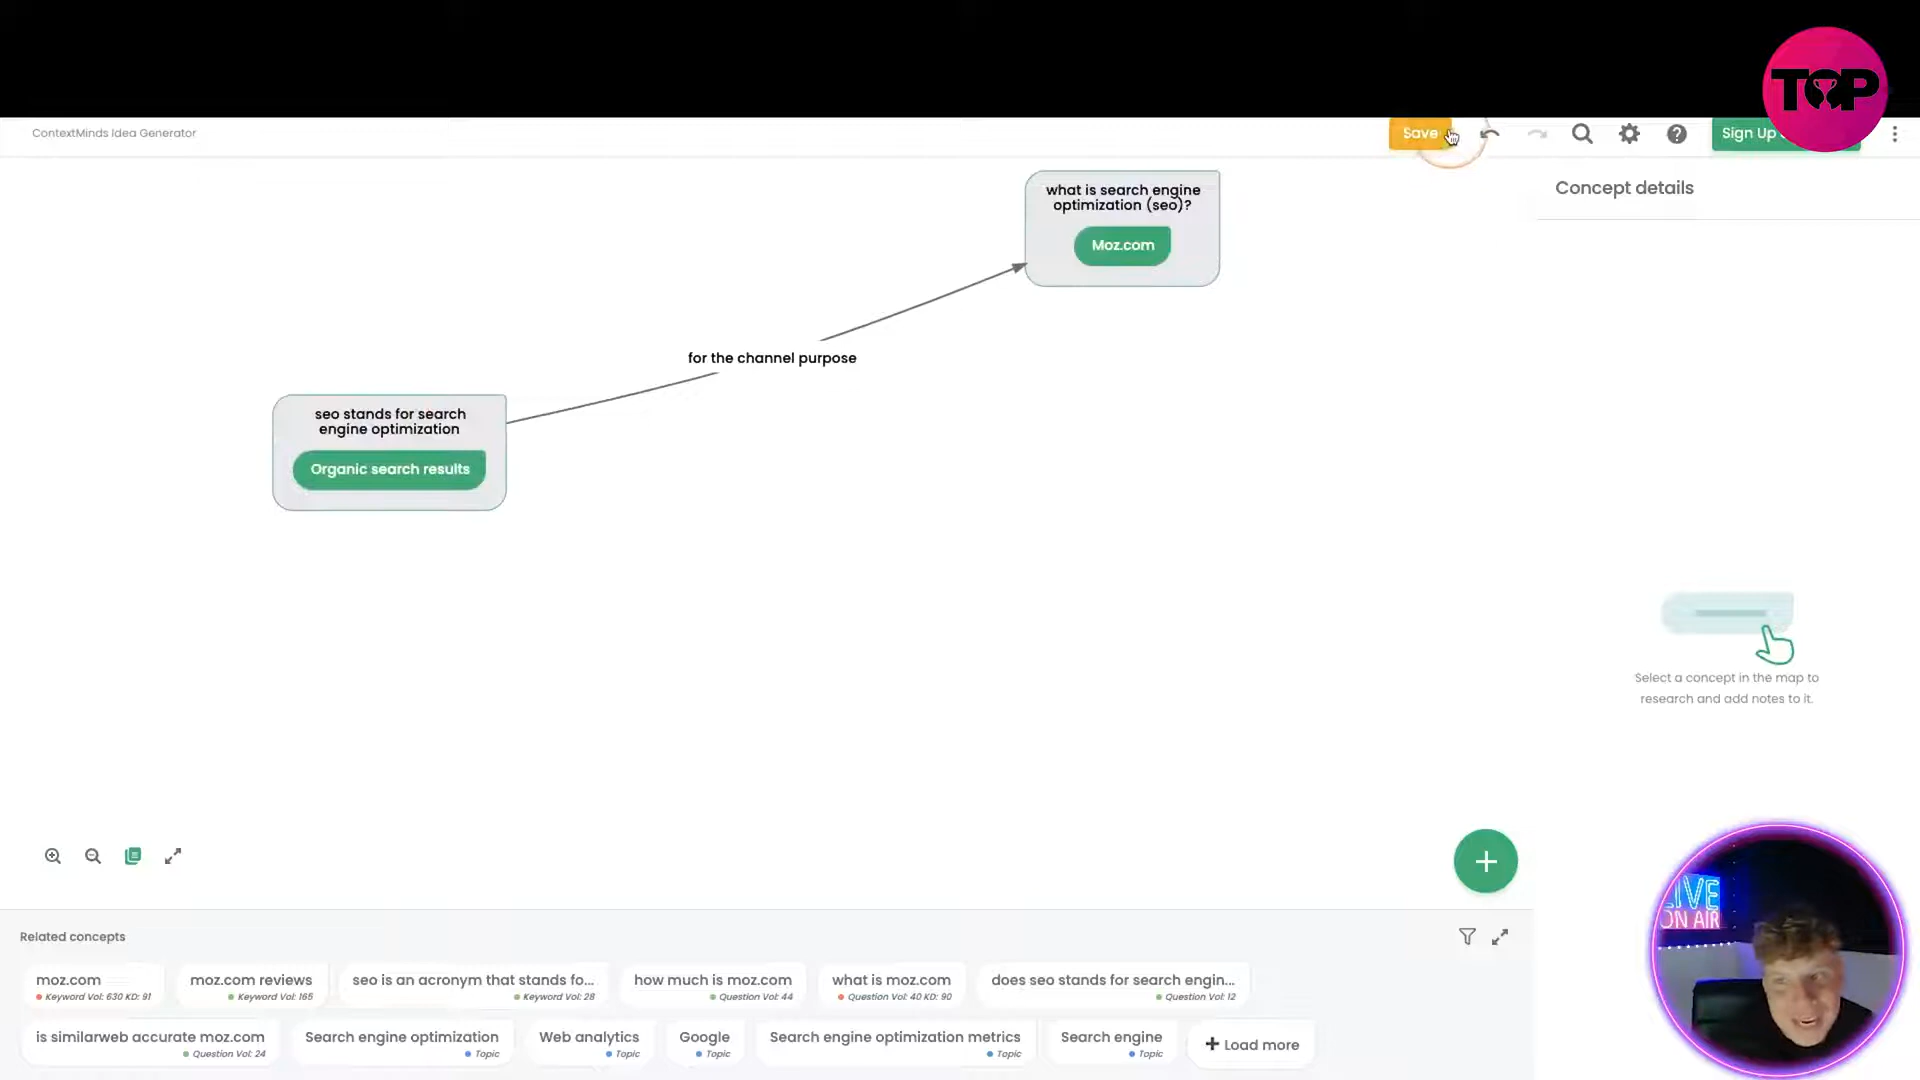 TOP
ContextMinds Idea Generator
Save
Sign Up
Concept details
what is search engine
optimization (seo)?
Moz.com
for the channel purpose
seo stands for search
engine optimization
Organic search results
Select a concept in the map to
research and add notes to it.
Related concepts
moz.com
Keyword Vol: 630 KD: 91
moz.com reviews
Keyword Vol: 165
seo is an acronym that stands fo...
Keyword Vol: 28
how much is moz.com
Question Vol: 44
what is moz.com
Question Vol: 40 KD: 90
does seo stands for search engin...
Question Vol: 12
is similarweb accurate moz.com
Question Vol: 24
Search engine optimization
Topic
Web analytics
Topic
Google
Topic
Search engine optimization metrics
Topic
Search engine
Topic
+ Load more
LIVE
ON AIR